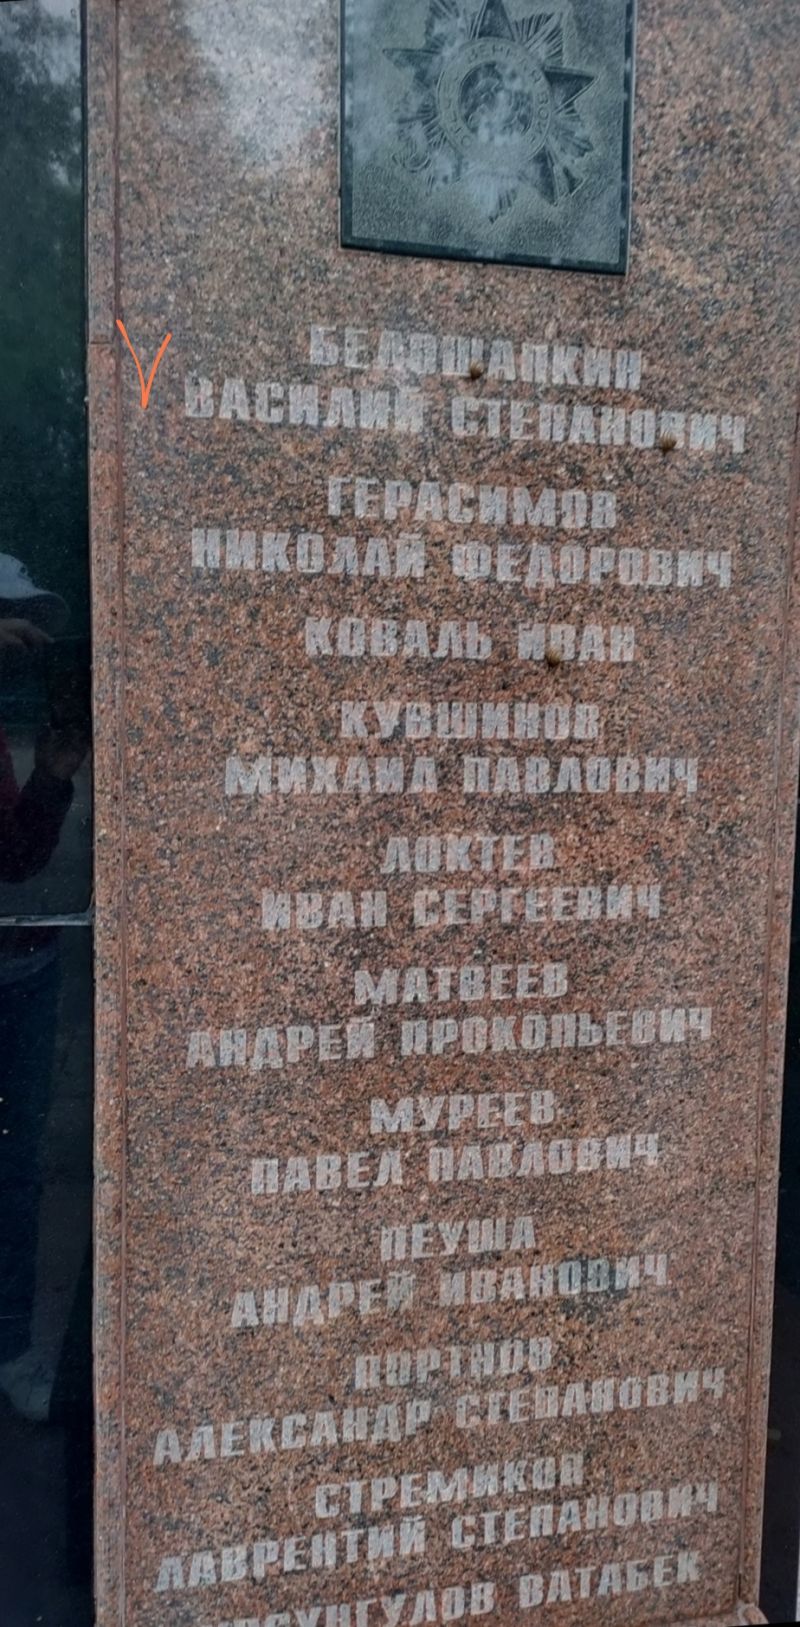 БЕЛОШАПКИН
ВАСИЛИЙ СТЕПАНОВИЧ
ГЕРАСИМОВ
НИКОЛАЙ ФЕДОРОВИЧ
КОВАЛЬ ИВАН
КУВШИНОВ
МИХАИЛ ПАВЛОВИЧ
ЛОКТЕВ
ИВАН СЕРГЕЕВИЧ
МАТВЕЕВ
АНДРЕЙ ПРОКОПЬЕВИЧ
МУРЕЕВ
ПАВЕЛ ПАВЛОВИЧ
ПЕУША
АНДРЕЙ ИВАНОВИЧ
ПОРТНОВ
АЛЕКСАНДР СТЕПАНОВИЧ
СТРЕМИКОВ
ЛАВРЕНТИЙ СТЕПАНОВИЧ
ВАТАБЕК